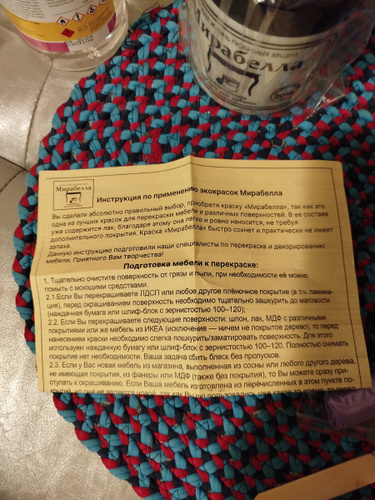 Мирабелла
Мирабелла
Инструкция по применению экокрасок Мирабелла
Вы сделали абсолютно правильный выбор, приобретя краску «Мирабелла», так как это
одна из лучших красок для перекраски мебели и различных поверхностей. В ее составе
уже содержится лак, благодаря этому она легко и ровно наносится, не требуя
дополнительного покрытия. Краска «Мирабелла» быстро сохнет и практически не имеет
запаха.
Данную инструкцию подготовили наши специалисты по перекраске и декорированию
мебели. Приятного Вам творчества!
Подготовка мебели к перекраске:
1. Тщательно очистите поверхность от грязи и пыли, при необходимости её можно
помыть с моющими средствами.
2.1 Если Вы перекрашиваете ЛДСП или любое другое плёночное покрытие (в т.ч. ламина-
ция), перед окрашиванием поверхность необходимо тщательно зашкурить до матовости
(наждачная бумага или шлиф-блок с зернистостью 100–120);
2.2. Если Вы перекрашиваете следующие поверхности: шпон, лак, МДФ с различными
покрытиями или же мебель из ИКЕА (исключение — ничем не покрытое дерево), то перед
нанесением краски необходимо слегка пошкурить/заматировать поверхность. Для этого
используем наждачную бумагу или шлиф-блок с зернистостью 100–120. Полностью снимать
покрытие нет необходимости. Ваша задача сбить блеск без пропусков.
2.3. Если у Вас новая мебель из магазина, выполненная из сосны или любого другого дерева,
не имеющая покрытия, из фанеры или МДФ (также без покрытия), то Вы можете сразу при-
ступать к окрашиванию. Если Ваша мебель изготовлена из перечисленных в этом пункте по-